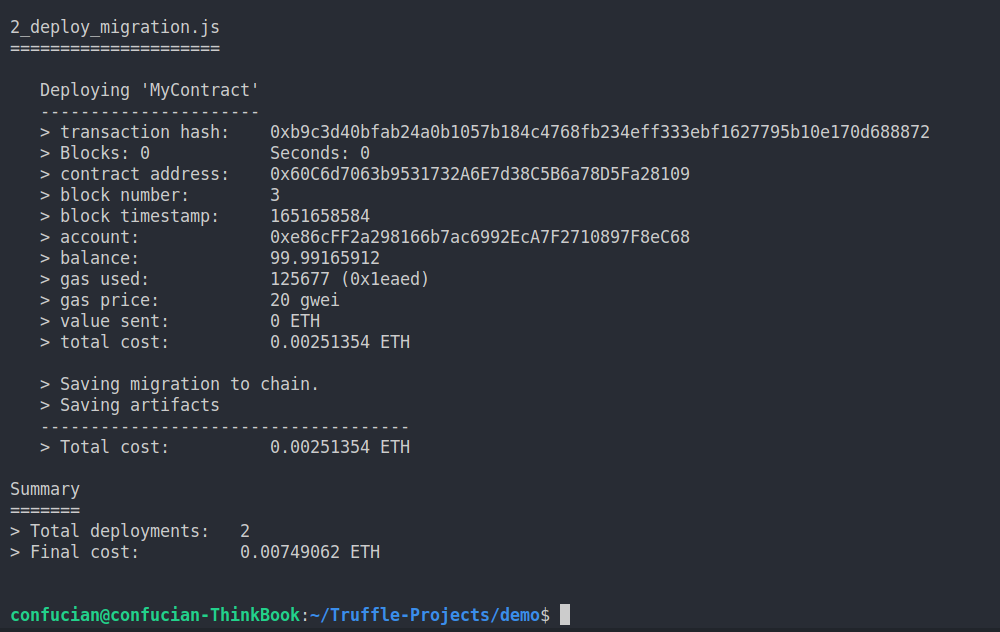 2_deploy_migration.js
=====================
Deploying 'MyContract'
----------------------
> transaction hash:    0xb9c3d40bfab24a0b1057b184c4768fb234eff333ebf1627795b10e170d688872
> Blocks: 0            Seconds: 0
> contract address:    0x60C6d7063b9531732A6E7d38C5B6a78D5Fa28109
> block number:        3
> block timestamp:     1651658584
> account:             0xe86cFF2a298166b7ac6992EcA7F2710897F8eC68
> balance:             99.99165912
> gas used:            125677 (0x1eaed)
> gas price:           20 gwei
> value sent:          0 ETH
> total cost:          0.00251354 ETH
> Saving migration to chain.
> Saving artifacts
-------------------------------------
> Total cost:          0.00251354 ETH
Summary
=======
> Total deployments:   2
> Final cost:          0.00749062 ETH
confucian@confucian-ThinkBook:~/Truffle-Projects/demo$